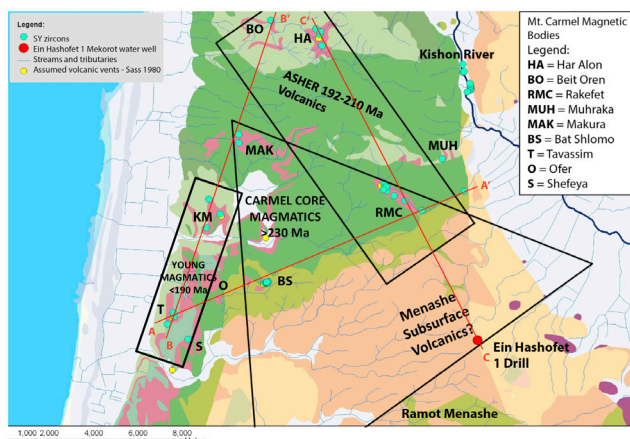 Legend:
SY zircons
Ein Hashofet 1 Mekorot water well
Streams and tributaries
Assumed volcanic vents - Sass 1980
BO
B'
C'
HA
Kishon River
ASHER 192-210 Ma
Volcanics
MAK
MUH
KM
CARMEL CORE
MAGMATICS
>230 Ma
RMC
A'
YOUNG
MAGMATICS
<190 Ma
O
BS
T
A
B
S
Menashe
Subsurface
Volcanics?
C
Ein Hashofet
1 Drill
Ramot Menashe
1,000 2,000 4,000 6,000 8,000
Mt. Carmel Magnetic
Bodies
Legend:
HA = Har Alon
BO = Beit Oren
RMC = Rakefet
MUH = Muhraka
MAK = Makura
BS = Bat Shlomo
T = Tavassim
O = Ofer
S = Shefeya